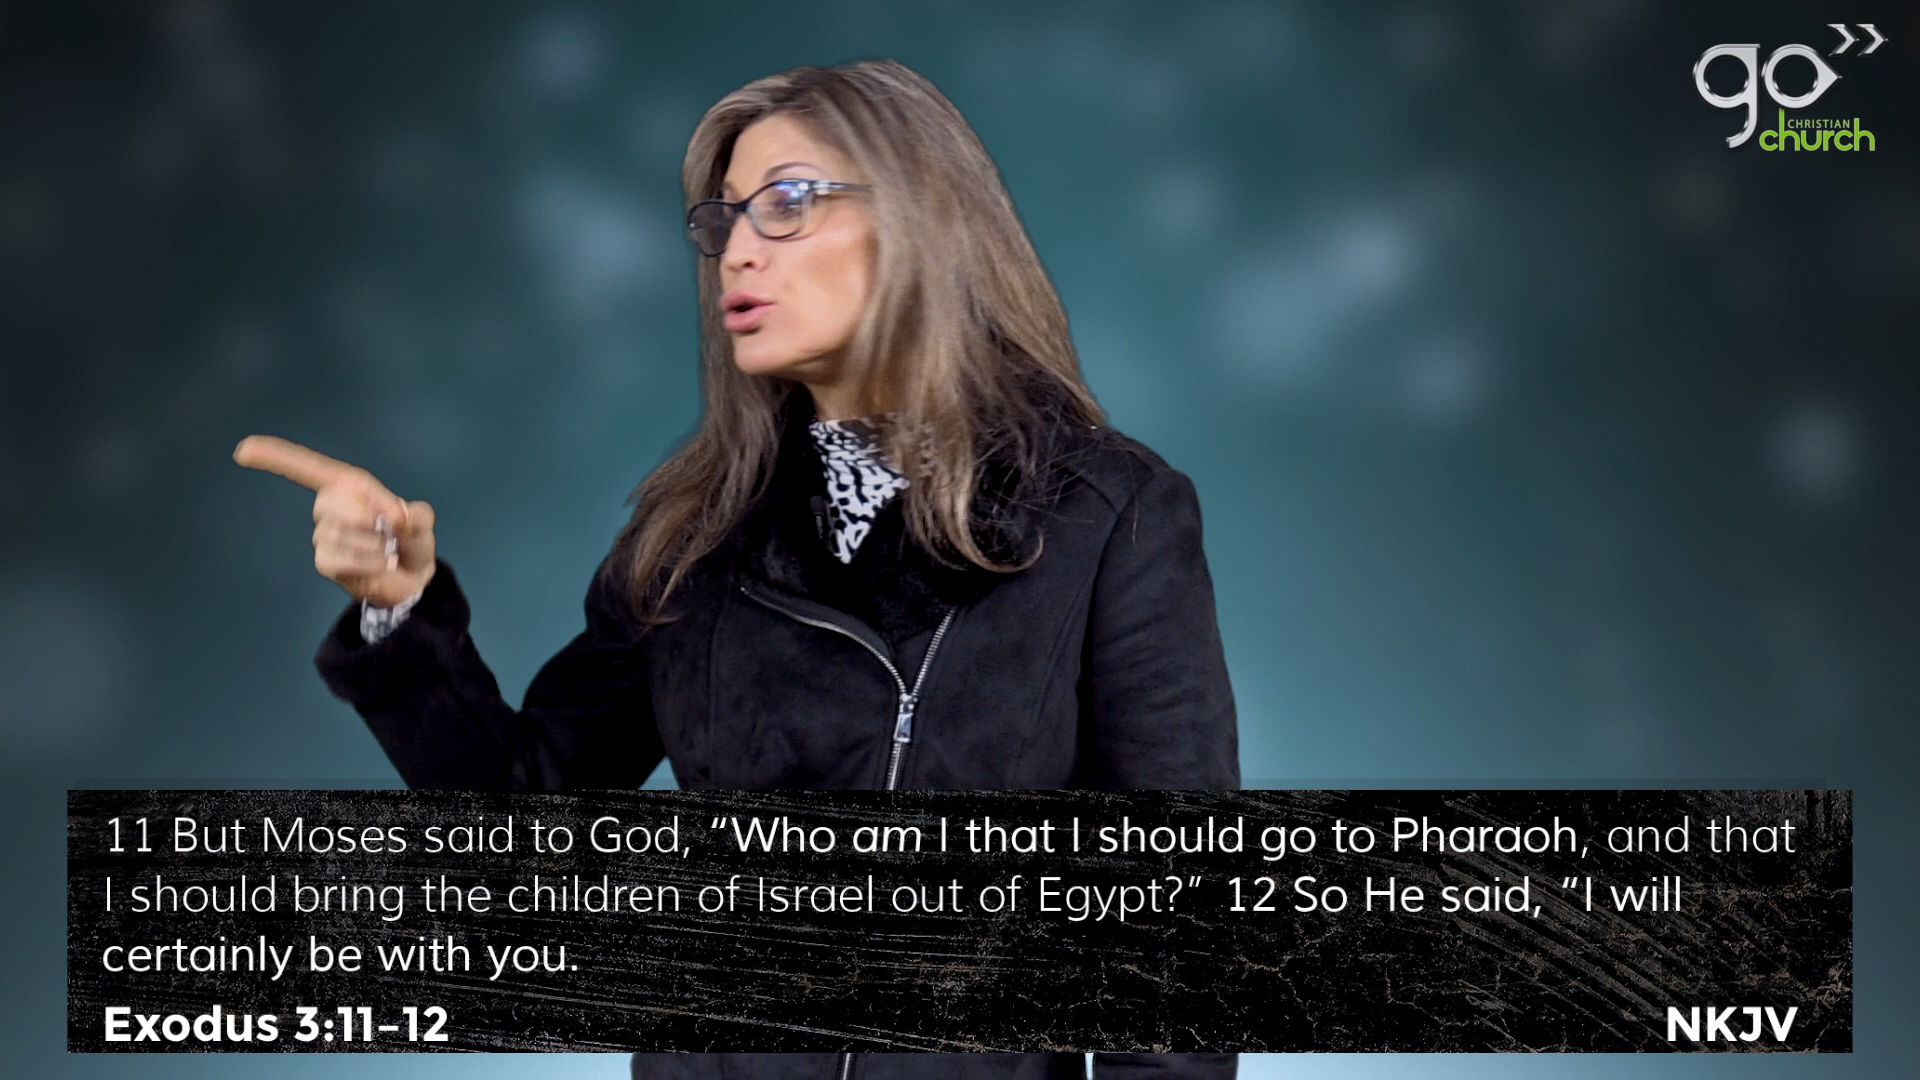 go
CHRISTIAN
church
11 But Moses said to God, “Who am I that I should go to Pharaoh, and that
I should bring the children of Israel out of Egypt?” 12 So He said, “I will
certainly be with you.
Exodus 3:11–12 NKJV